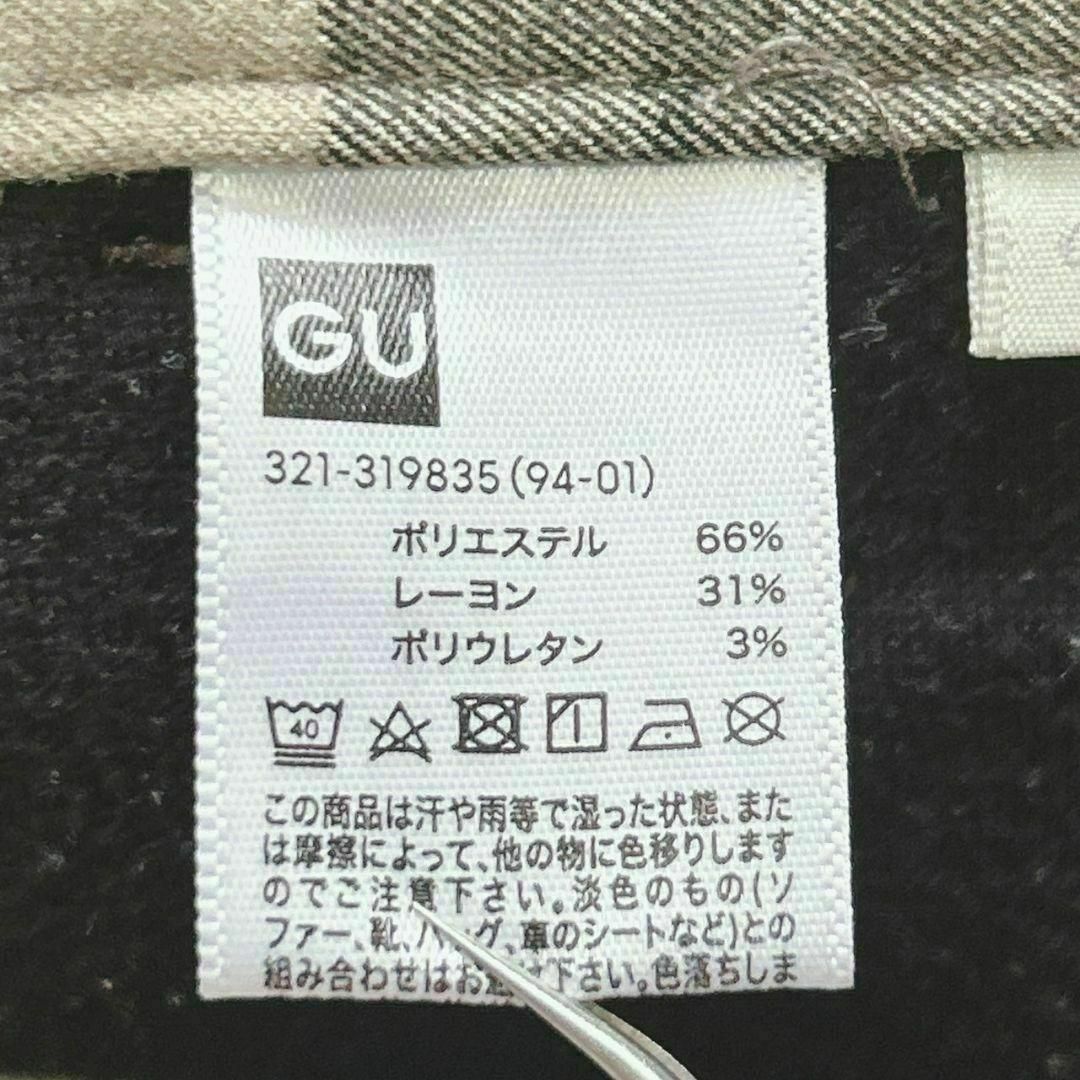 GU
321-319835(94-01)
ポリエステル 66%
レーヨン 31%
ポリウレタン 3%
40
この商品は汗や雨等で湿った状態、また
は摩擦によって、他の物に色移りします
のでご注意下さい。淡色のもの(ソ
ファー、靴、バッグ、車のシートなど)との
組み合わせはお避け下さい。色落ちしま